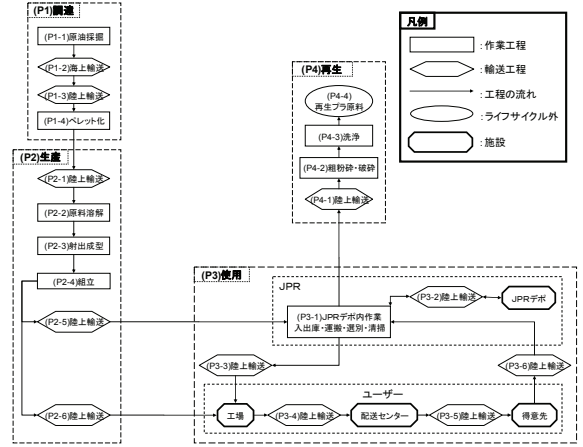 (P1)調達
(P1-1)原油採掘
(P1-2)海上輸送
(P1-3)陸上輸送
(P1-4)ペレット化
(P2)生産
(P2-1)陸上輸送
(P2-2)原料溶解
(P2-3)射出成型
(P2-4)組立
(P2-5)陸上輸送
(P2-6)陸上輸送
(P4)再生
(P4-4)
再生プラ原料
(P4-3)洗浄
(P4-2)粗粉砕・破砕
(P4-1)陸上輸送
凡例
：作業工程
：輸送工程
：工程の流れ
：ライフサイクル外
：施設
(P3)使用
JPR
(P3-1)JPRデポ内作業
入出庫・運搬・選別・清掃
(P3-2)陸上輸送
JPRデポ
(P3-3)陸上輸送
(P3-6)陸上輸送
ユーザー
工場
(P3-4)陸上輸送
配送センター
(P3-5)陸上輸送
得意先